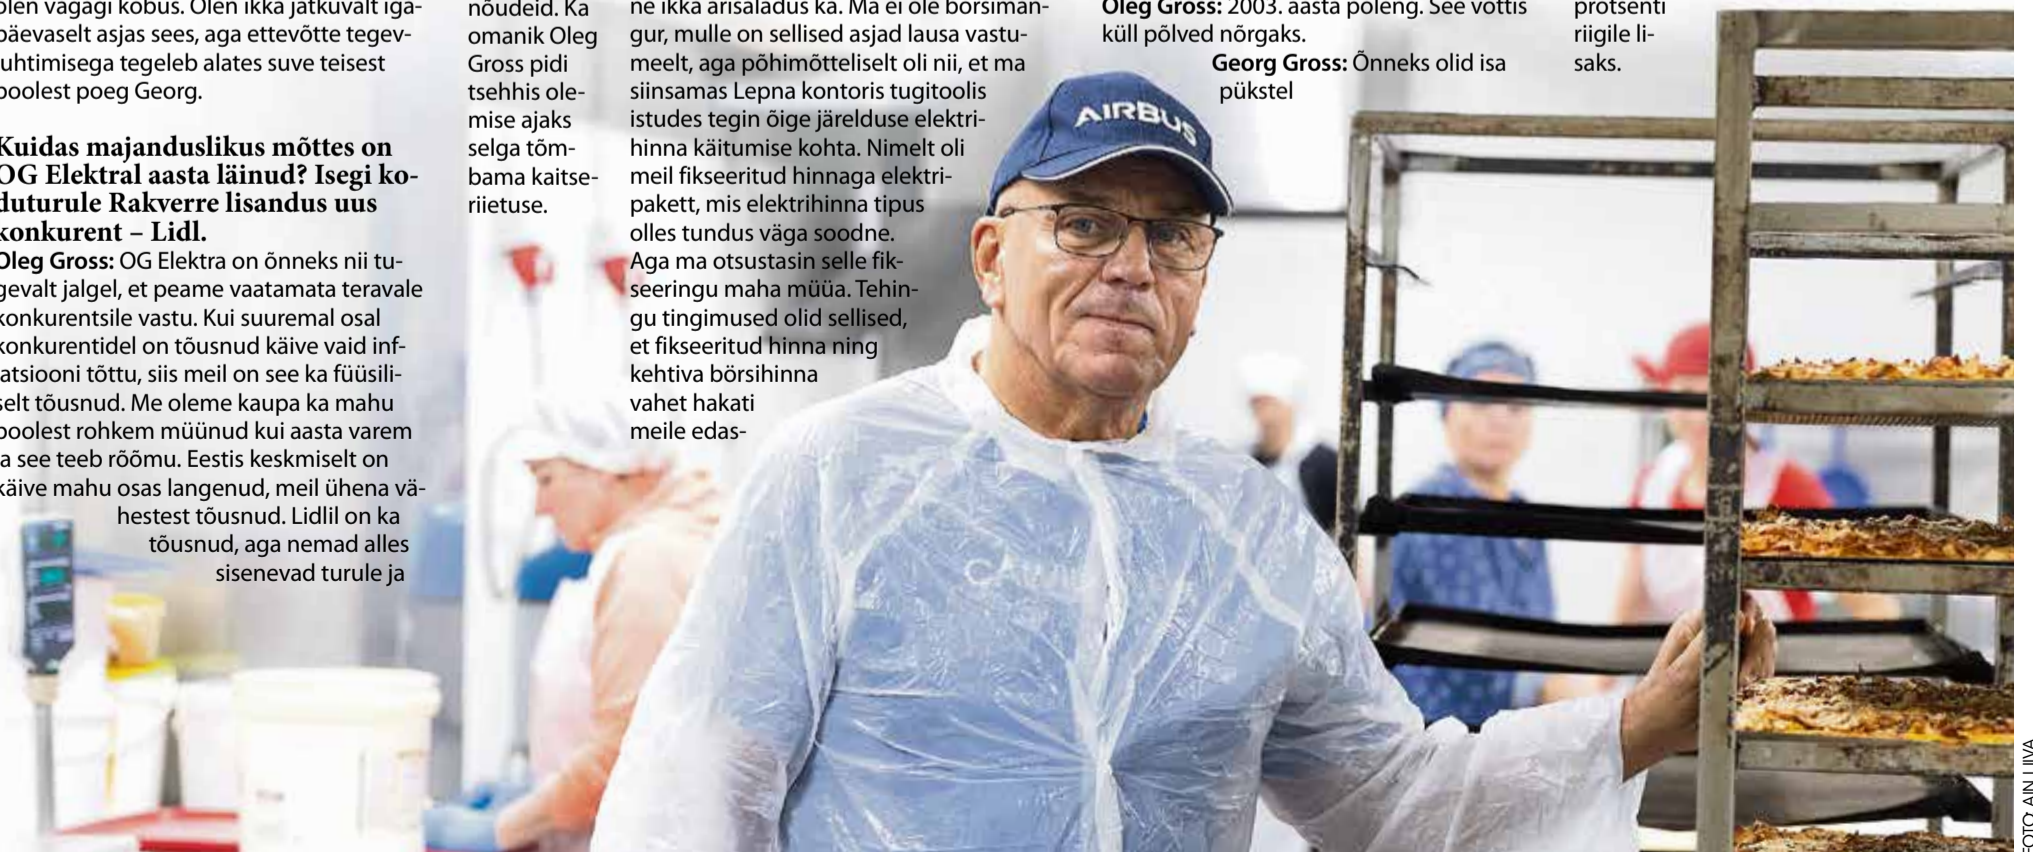 olen vägagi kobus. Olen ikka jätkuvalt iga-
päevaselt asjas sees, aga ettevõtte tegev-
uhtimisega tegeleb alates suve teisest
poolest poeg Georg.
Kuidas majanduslikus mõttes on
OG Elektral aasta läinud? Isegi ko-
duturule Rakverre lisandus uus
konkurent – Lidl.
Oleg Gross: OG Elektra on õnneks nii tu-
gevalt jalgel, et peame vaatamata teravale
konkurentsile vastu. Kui suuremal osal
konkurentidel on tõusnud käive vaid inf-
atsiooni tõttu, siis meil on see ka füüsili-
selt tõusnud. Me oleme kaupa ka mahu
poolest rohkem müünud kui aasta varem
a see teeb rõõmu. Eestis keskmiselt on
käive mahu osas langenud, meil ühena vä-
hestest tõusnud. Lidlil on ka
tõusnud, aga nemad alles
sisenevad turule ja
nõudeid. Ka
omanik Oleg
Gross pidi
tsehhis ole-
mise ajaks
selga tõm-
bama kaitse-
riietuse.
ne ikka ärisaladus ka. Ma ei ole börsimän-
gur, mulle on sellised asjad lausa vastu-
meelt, aga põhimõtteliselt oli nii, et ma
siinsamas Lepna kontoris tugitoolis
istudes tegin õige järelduse elektri-
hinna käitumise kohta. Nimelt oli
meil fikseeritud hinnaga elektri-
pakett, mis elektrihinna tipus
olles tundus väga soodne.
Aga ma otsustasin selle fik-
seeringu maha müüa. Tehin-
gu tingimused olid sellised,
et fikseeritud hinna ning
kehtiva börsihinna
vahet hakati
meile edas-
Oleg Gross: 2003. aasta põleng. See võttis
küll põlved nõrgaks.
Georg Gross: Õnneks olid isa
pükstel
protsenti
riigile li-
saks.
AIRBUS
FOTO: AIN LIIVA